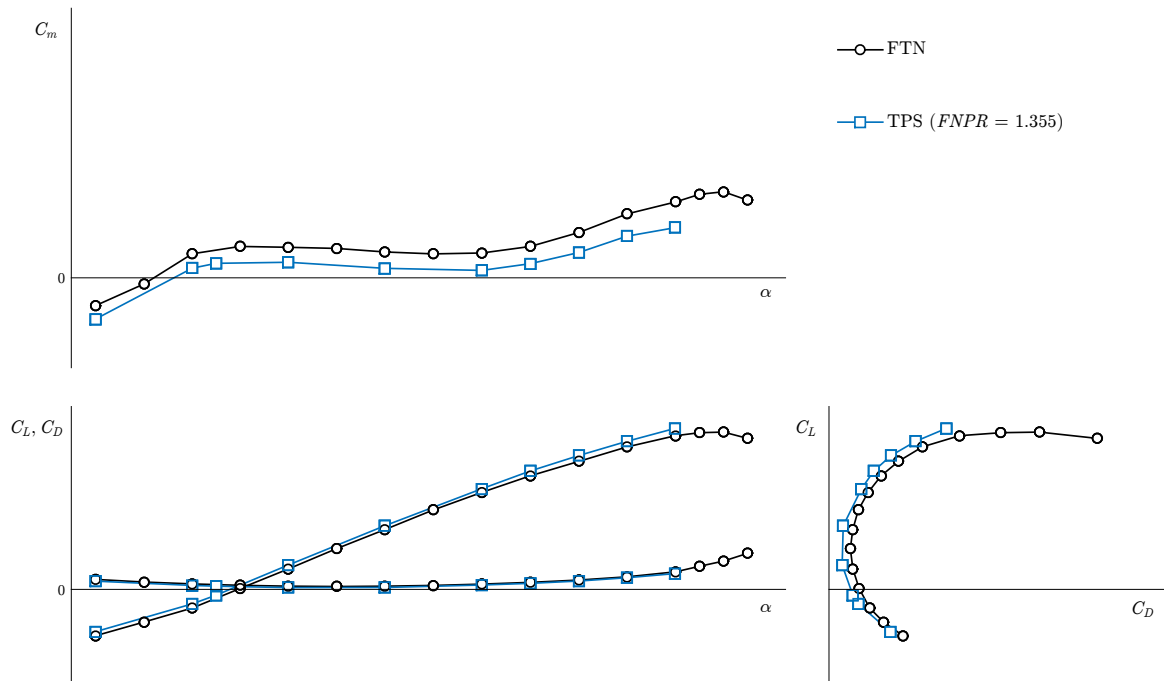 C_m
FTN
TPS (FNPR = 1.355)
0
α
C_L, C_D
0
α
C_L
C_D